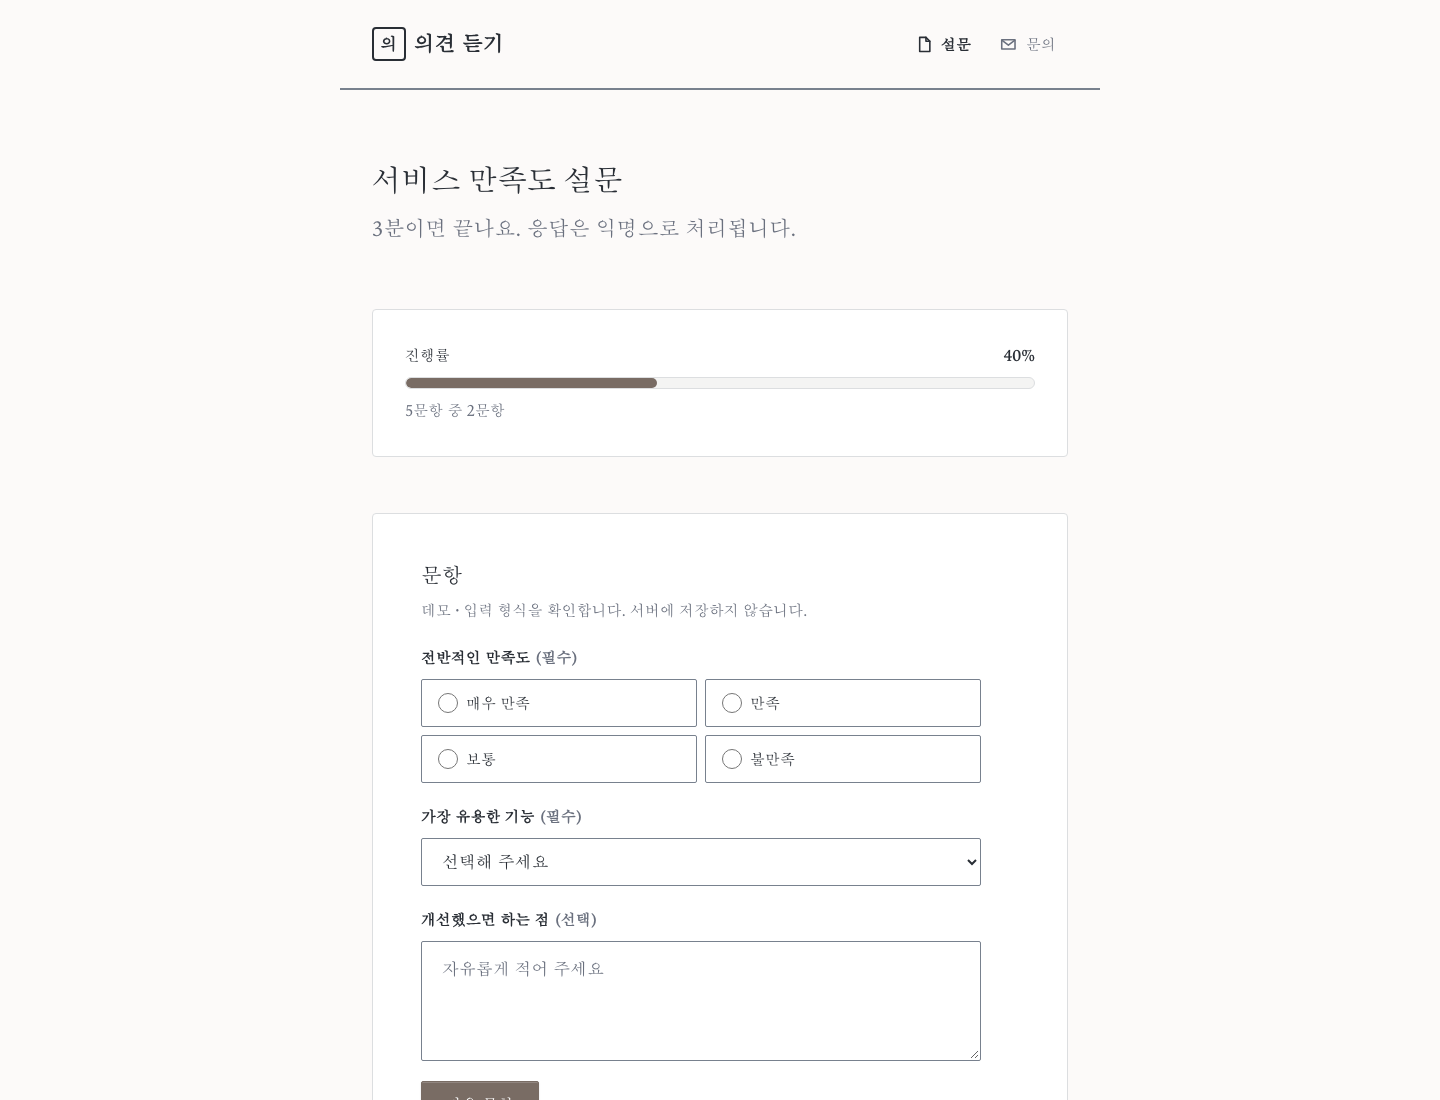 의 의견 듣기
설문 문의
서비스 만족도 설문
3분이면 끝나요. 응답은 익명으로 처리됩니다.
진행률 40%
5문항 중 2문항
문항
데모 · 입력 형식을 확인합니다. 서버에 저장하지 않습니다.
전반적인 만족도 (필수)
매우 만족 만족
보통 불만족
가장 유용한 기능 (필수)
선택해 주세요
개선했으면 하는 점 (선택)
자유롭게 적어 주세요